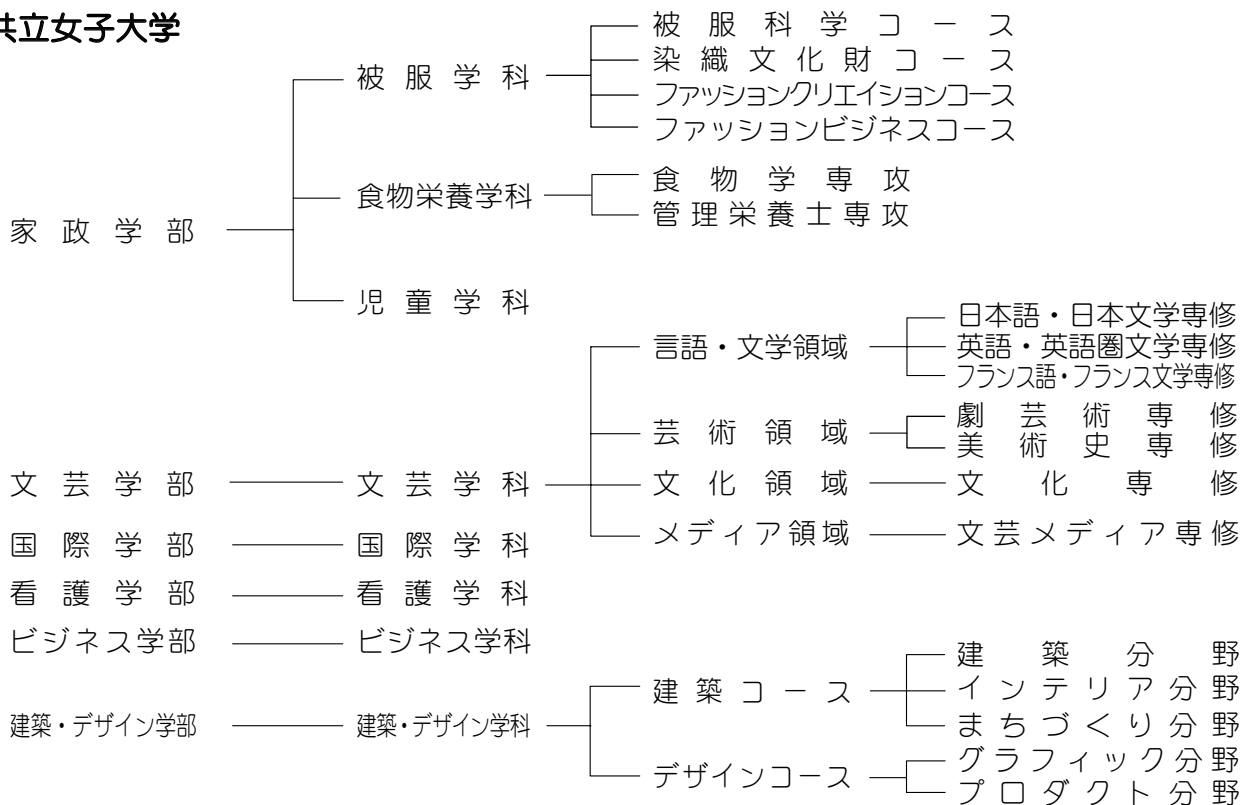 共立女子大学
家政学部
被服学科
被服科学コース
染織文化財コース
ファッションクリエイションコース
ファッションビジネスコース
食物栄養学科
食物学専攻
管理栄養士専攻
児童学科
文芸学部
文芸学科
言語・文学領域
日本語・日本文学専修
英語・英語圏文学専修
フランス語・フランス文学専修
芸術領域
劇芸術専修
美術史専修
文化領域
文化専修
メディア領域
文芸メディア専修
国際学部
国際学科
看護学部
看護学科
ビジネス学部
ビジネス学科
建築・デザイン学部
建築・デザイン学科
建築コース
建築分野
インテリア分野
まちづくり分野
デザインコース
グラフィック分野
プロダクト分野